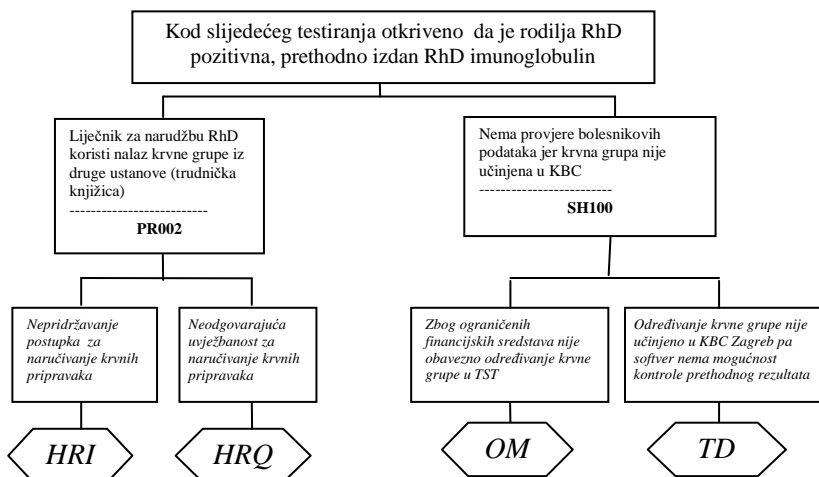 Kod slijedećeg testiranja otkriveno da je rodilja RhD
pozitivna, prethodno izdan RhD imunoglobulin
Liječnik za narudžbu RhD
koristi nalaz krvne grupe iz
druge ustanove (trudnička
knjižica)
--------------------------
PR002
Nema provjere bolesnikovih
podataka jer krvna grupa nije
učinjena u KBC
-------------------------
SH100
Nepridržavanje
postupka za
naručivanje krvnih
pripravaka
Neodgovarajuća
uvježbanost za
naručivanje krvnih
pripravaka
Zbog ograničenih
financijskih sredstava nije
obavezno određivanje krvne
grupe u TST
Određivanje krvne grupe nije
učinjeno u KBC Zagreb pa
softver nema mogućnost
kontrole prethodnog rezultata
HRI
HRQ
OM
TD